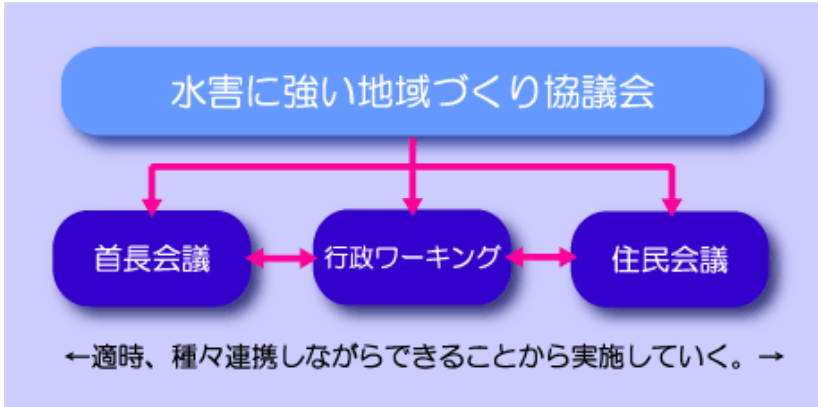 水害に強い地域づくり協議会
首長会議
行政ワーキング
住民会議
←適時、種々連携しながらできることから実施していく。→